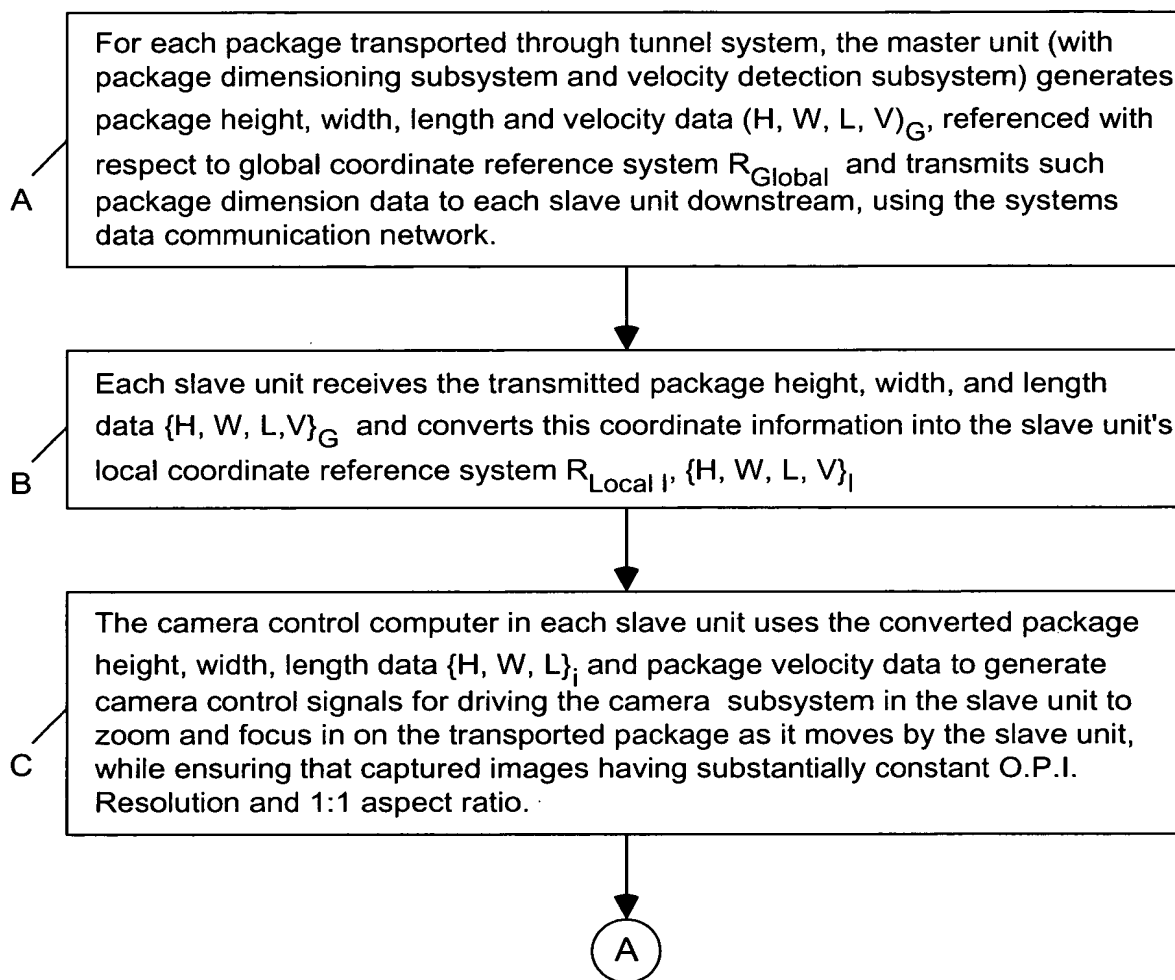 For each package transported through tunnel system, the master unit (with
package dimensioning subsystem and velocity detection subsystem) generates
package height, width, length and velocity data (H, W, L, V)G, referenced with
respect to global coordinate reference system RGlobal and transmits such
package dimension data to each slave unit downstream, using the systems
data communication network.
A
Each slave unit receives the transmitted package height, width, and length
data {H, W, L,V}G and converts this coordinate information into the slave unit's
local coordinate reference system RLocal I, {H, W, L, V}I
B
The camera control computer in each slave unit uses the converted package
height, width, length data {H, W, L}i and package velocity data to generate
camera control signals for driving the camera subsystem in the slave unit to
zoom and focus in on the transported package as it moves by the slave unit,
while ensuring that captured images having substantially constant O.P.I.
Resolution and 1:1 aspect ratio.
C
A